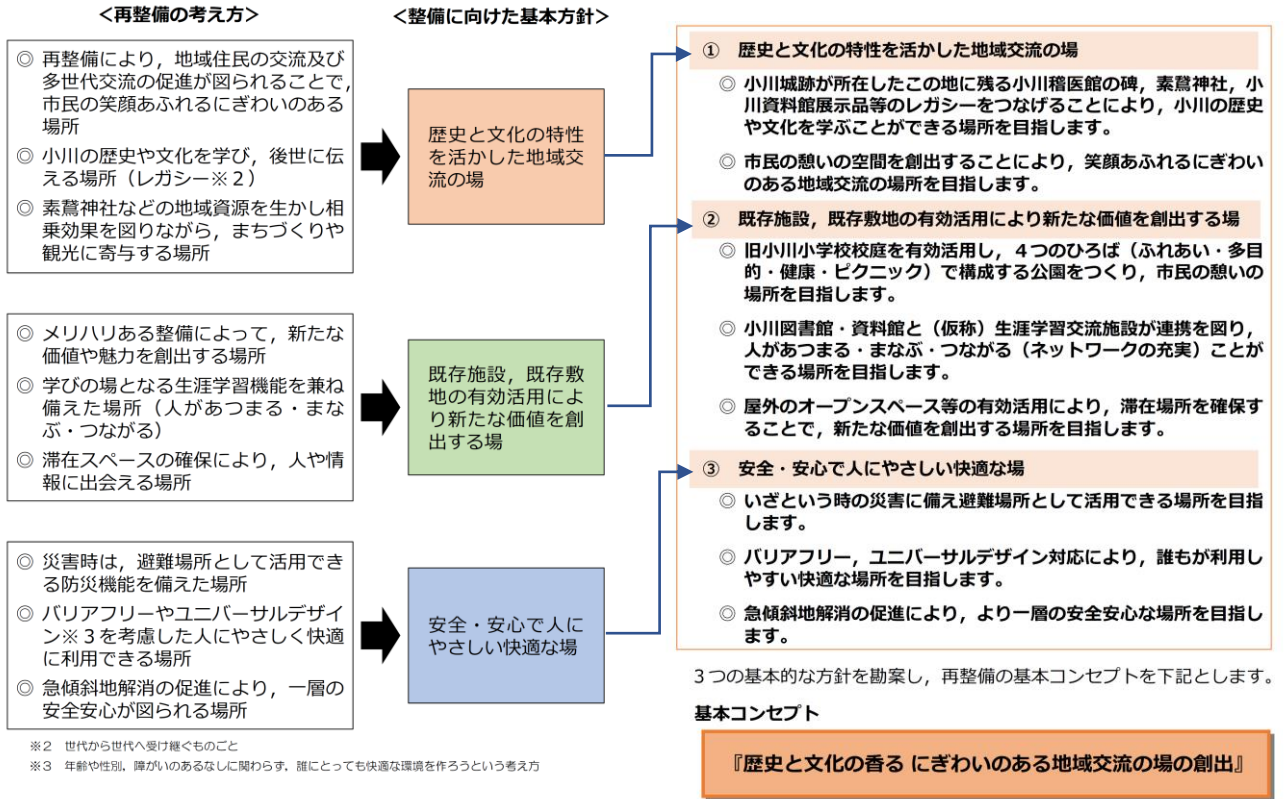 <再整備の考え方>
◎ 再整備により，地域住民の交流及び
多世代交流の促進が図られることで，
市民の笑顔あふれるにぎわいのある
場所
◎ 小川の歴史や文化を学び，後世に伝
える場所（レガシー※２）
◎ 素鵞神社などの地域資源を生かし相
乗効果を図りながら，まちづくりや
観光に寄与する場所
◎ メリハリある整備によって，新たな
価値や魅力を創出する場所
◎ 学びの場となる生涯学習機能を兼ね
備えた場所（人があつまる・まな
ぶ・つながる）
◎ 滞在スペースの確保により，人や情
報に出会える場所
◎ 災害時は，避難場所として活用でき
る防災機能を備えた場所
◎ バリアフリーやユニバーサルデザイ
ン※３を考慮した人にやさしく快適
に利用できる場所
◎ 急傾斜地解消の促進により，一層の
安全安心が図られる場所
※２ 世代から世代へ受け継ぐものごと
※３ 年齢や性別，障がいのあるなしに関わらず，誰にとっても快適な環境を作ろうという考え方
<整備に向けた基本方針>
歴史と文化の特性
を活かした地域交
流の場
既存施設，既存敷
地の有効活用によ
り新たな価値を創
出する場
安全・安心で人に
やさしい快適な場
① 歴史と文化の特性を活かした地域交流の場
◎ 小川城跡が所在したこの地に残る小川稽医館の碑，素鵞神社，小
川資料館展示品等のレガシーをつなげることにより，小川の歴史
や文化を学ぶことができる場所を目指します。
◎ 市民の憩いの空間を創出することにより，笑顔あふれるにぎわい
のある地域交流の場所を目指します。
② 既存施設，既存敷地の有効活用により新たな価値を創出する場
◎ 旧小川小学校校庭を有効活用し，４つのひろば（ふれあい・多目
的・健康・ピクニック）で構成する公園をつくり，市民の憩いの
場所を目指します。
◎ 小川図書館・資料館と（仮称）生涯学習交流施設が連携を図り，
人があつまる・まなぶ・つながる（ネットワークの充実）ことが
できる場所を目指します。
◎ 屋外のオープンスペース等の有効活用により，滞在場所を確保す
ることで，新たな価値を創出する場所を目指します。
③ 安全・安心で人にやさしい快適な場
◎ いざという時の災害に備え避難場所として活用できる場所を目指
します。
◎ バリアフリー，ユニバーサルデザイン対応により，誰もが利用し
やすい快適な場所を目指します。
◎ 急傾斜地解消の促進により，より一層の安全安心な場所を目指し
ます。
３つの基本的な方針を勘案し，再整備の基本コンセプトを下記とします。
基本コンセプト
『歴史と文化の香る にぎわいのある地域交流の場の創出』